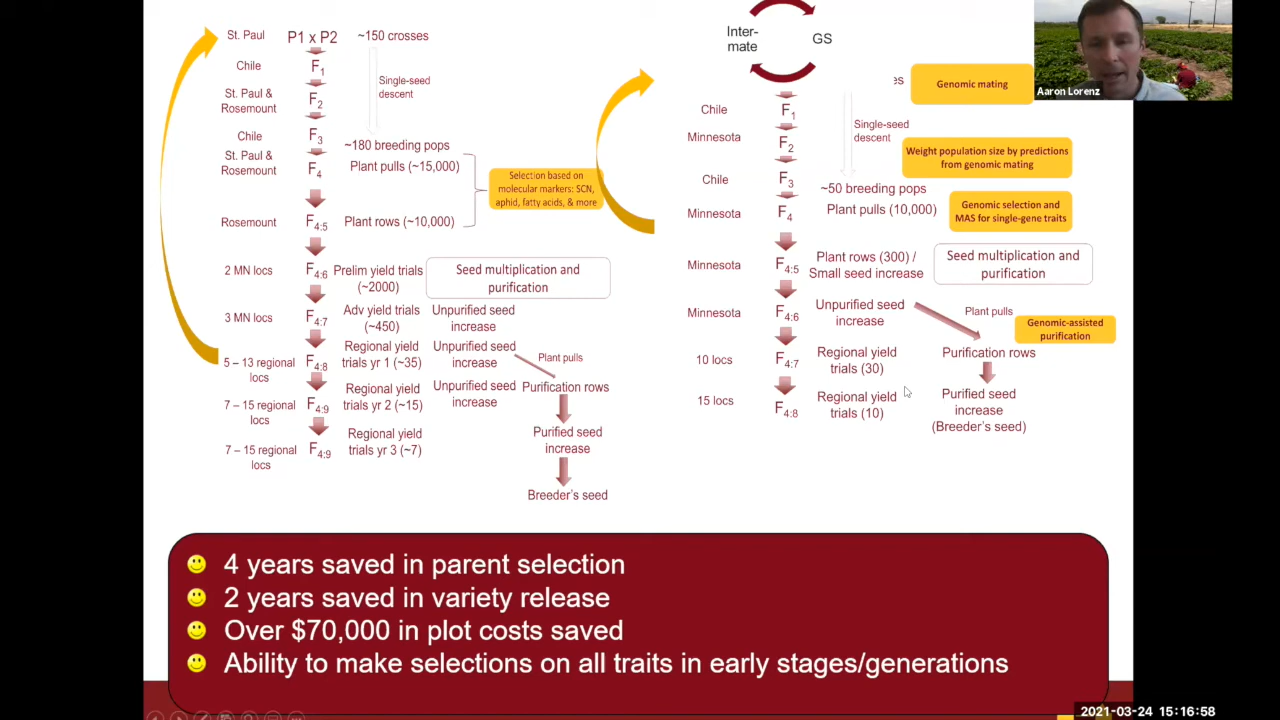 St. Paul P1 x P2 ~150 crosses
Chile F1
Single-seed
descent
St. Paul &
Rosemount
F2
Chile F3
~180 breeding pops
St. Paul &
Rosemount
F4 Plant pulls (~15,000)
Selection based on
molecular markers: SCN,
aphid, fatty acids, & more
Rosemount F4:5 Plant rows (~10,000)
2 MN locs F4:6 Prelim yield trials
(~2000)
Seed multiplication and
purification
3 MN locs F4:7 Adv yield trials
(~450)
Unpurified seed
increase
5 – 13 regional
locs
F4:8 Regional yield
trials yr 1 (~35)
Unpurified seed
increase
Plant pulls
7 – 15 regional
locs
F4:9 Regional yield
trials yr 2 (~15)
Unpurified seed
increase
Purification rows
7 – 15 regional
locs
F4:9 Regional yield
trials yr 3 (~7)
Purified seed
increase
Breeder's seed
Inter-
mate
GS
es
Genomic mating
Aaron Lorenz
Chile F1
Single-seed
descent
Minnesota F2
Weight population size by predictions
from genomic mating
Chile F3
~50 breeding pops
Minnesota F4 Plant pulls (10,000)
Genomic selection and
MAS for single-gene traits
Minnesota F4:5 Plant rows (300) /
Small seed increase
Seed multiplication and
purification
Minnesota F4:6 Unpurified seed
increase
Plant pulls
Genomic-assisted
purification
10 locs F4:7 Regional yield
trials (30)
Purification rows
15 locs F4:8 Regional yield
trials (10)
Purified seed
increase
(Breeder's seed)
4 years saved in parent selection
2 years saved in variety release
Over $70,000 in plot costs saved
Ability to make selections on all traits in early stages/generations
2021-03-24 15:16:58